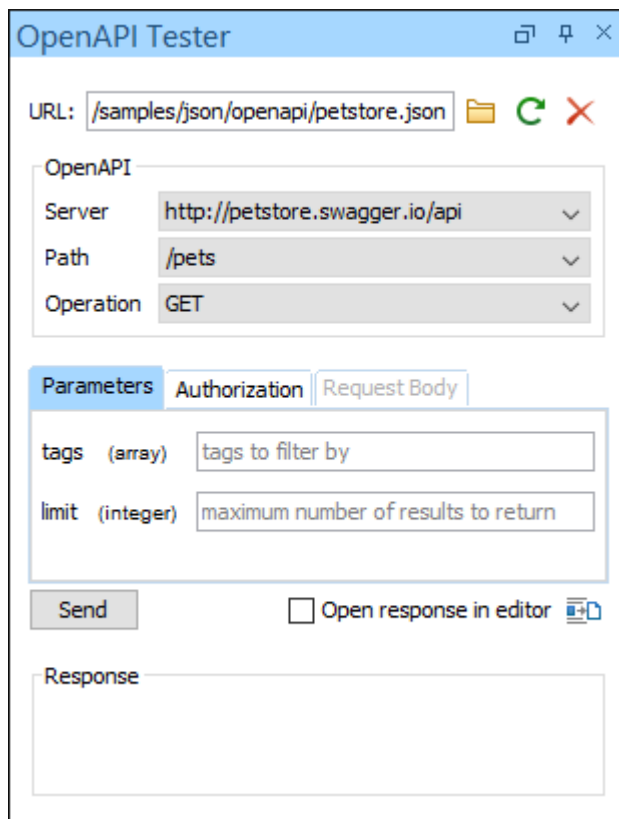 OpenAPI Tester
URL: /samples/json/openapi/petstore.json
OpenAPI
Server http://petstore.swagger.io/api
Path /pets
Operation GET
Parameters Authorization Request Body
tags (array) tags to filter by
limit (integer) maximum number of results to return
Send Open response in editor
Response